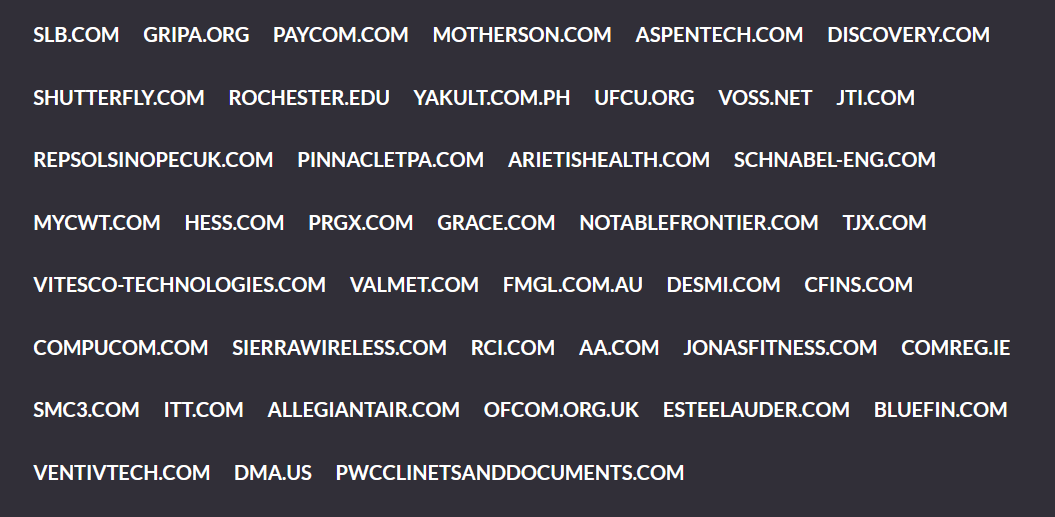 SLB.COM GRIPA.ORG PAYCOM.COM MOTHERSON.COM ASPENTECH.COM DISCOVERY.COM
SHUTTERFLY.COM ROCHESTER.EDU YAKULT.COM.PH UFCU.ORG VOSS.NET JTI.COM
REPSOLSINOPECUK.COM PINNACLETPA.COM ARIETISHEALTH.COM SCHNABEL-ENG.COM
MYCWT.COM HESS.COM PRGX.COM GRACE.COM NOTABLEFRONTIER.COM TJX.COM
VITESCO-TECHNOLOGIES.COM VALMET.COM FMGL.COM.AU DESMI.COM CFINS.COM
COMPUCOM.COM SIERRAWIRELESS.COM RCI.COM AA.COM JONASFITNESS.COM COMREG.IE
SMC3.COM ITT.COM ALLEGIANTAIR.COM OFCOM.ORG.UK ESTEELAUDER.COM BLUEFIN.COM
VENTIVTECH.COM DMA.US PWCCLINETSANDDOCUMENTS.COM